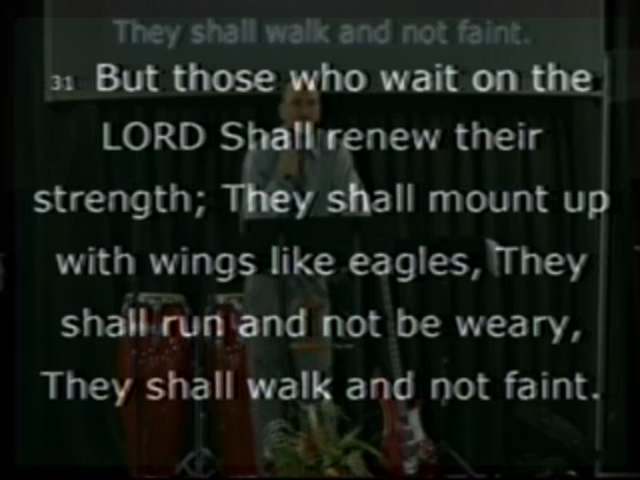 They shall walk and not faint.
31 But those who wait on the
LORD Shall renew their
strength; They shall mount up
with wings like eagles, They
shall run and not be weary,
They shall walk and not faint.